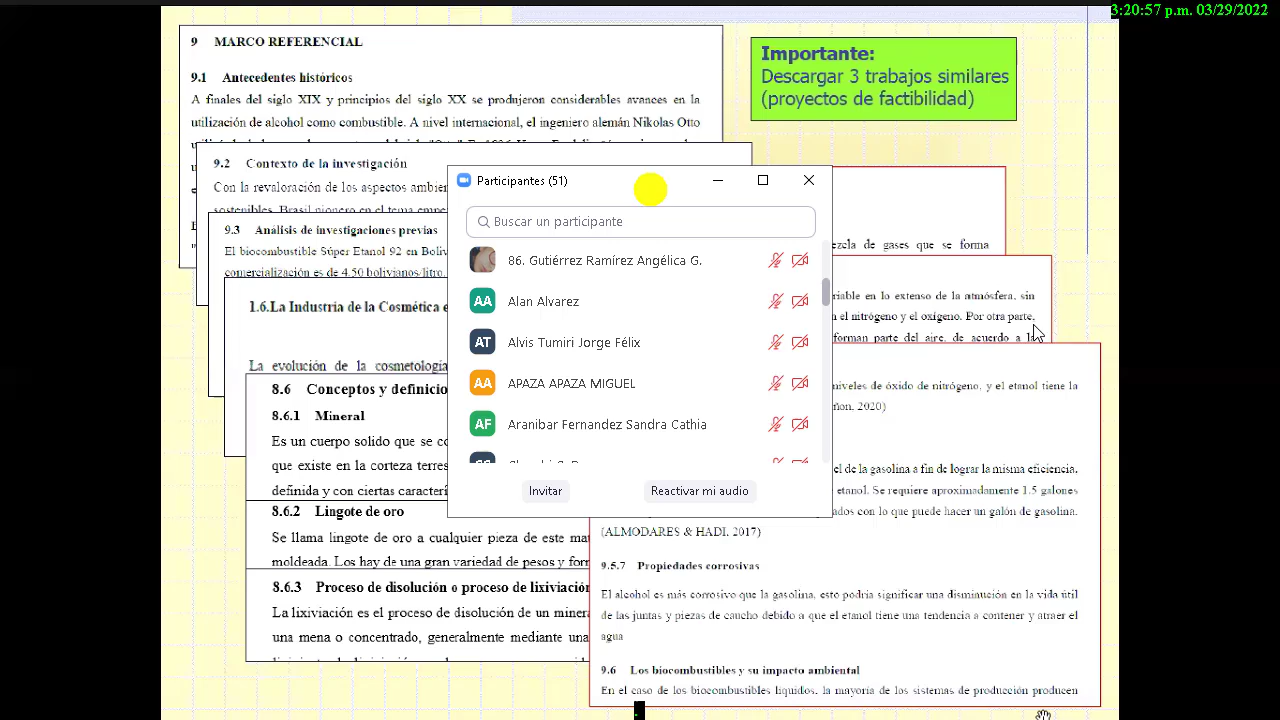 3:20:57 p.m. 03/29/2022
9 MARCO REFERENCIAL
9.1 Antecedentes históricos
A finales del siglo XIX y principios del siglo XX se produjeron considerables avances en la
utilización de alcohol como combustible. A nivel internacional, el ingeniero alemán Nikolas Otto
Importante:
Descargar 3 trabajos similares
(proyectos de factibilidad)
9.2 Contexto de la investigación
Con la revaloración de los aspectos
9.3 Análisis de investigaciones previas
El biocombustible Súper Etanol 92 en
comercialización es de 4.50 bolivianos/litro.
1.6.La Industria de la Cosmética e
La evolución de la cosmetología
8.6 Conceptos y
8.6.1 Mineral
Es un cuerpo solido que se
que existe en la corteza
definida y con ciertas
8.6.2 Lingote de oro
Se llama lingote de oro a cualquier pieza de este
moldeada. Los hay de una gran variedad de pesos y
8.6.3 Proceso de disolución o proceso de lixiviación
La lixiviación es el proceso de disolución de un
una mena o concentrado, generalmente mediante una
Participantes (51)
Buscar un participante
86. Gutiérrez Ramírez Angélica G.
AA Alan Alvarez
AT Alvis Tumiri Jorge Félix
AA APAZA APAZA MIGUEL
AF Aranibar Fernandez Sandra Cathia
Invitar Reactivar mi audio
de gases que se forma
en lo extenso de la atmósfera, sin
el nitrógeno y el oxígeno. Por otra parte,
forman parte del aire, de acuerdo a
niveles de óxido de nitrógeno, y el etanol tiene la
2020)
de la gasolina a fin de lograr la misma eficiencia,
etanol. Se requiere aproximadamente 1.5 galones
con lo que puede hacer un galón de gasolina.
(ALMODARES & HADI, 2017)
9.5.7 Propiedades corrosivas
El alcohol es más corrosivo que la gasolina, esto podría significar una disminución en la vida útil
de las juntas y piezas de caucho debido a que el etanol tiene una tendencia a contener y atraer el
agua
9.6 Los biocombustibles y su impacto ambiental
En el caso de los biocombustibles líquidos, la mayoría de los sistemas de producción producen